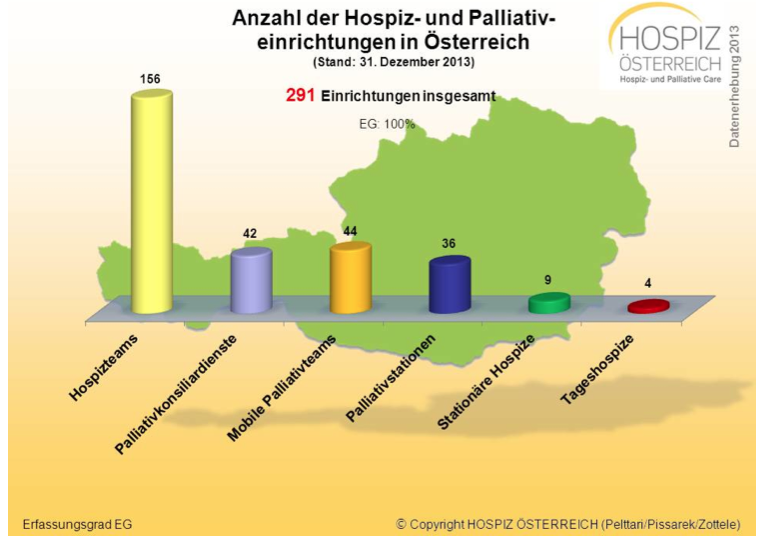 Anzahl der Hospiz- und Palliativ-
einrichtungen in Österreich
(Stand: 31. Dezember 2013)
291 Einrichtungen insgesamt
EG: 100%
HOSPIZ
ÖSTERREICH
Hospiz- und Palliative Care
Datenerhebung 2013
156
42
44
36
9
4
Hospizteams
Palliativkonsiliardienste
Mobile Palliativteams
Palliativstationen
Stationäre Hospize
Tageshospize
Erfassungsgrad EG
© Copyright HOSPIZ ÖSTERREICH (Pelttari/Pissarek/Zottele)